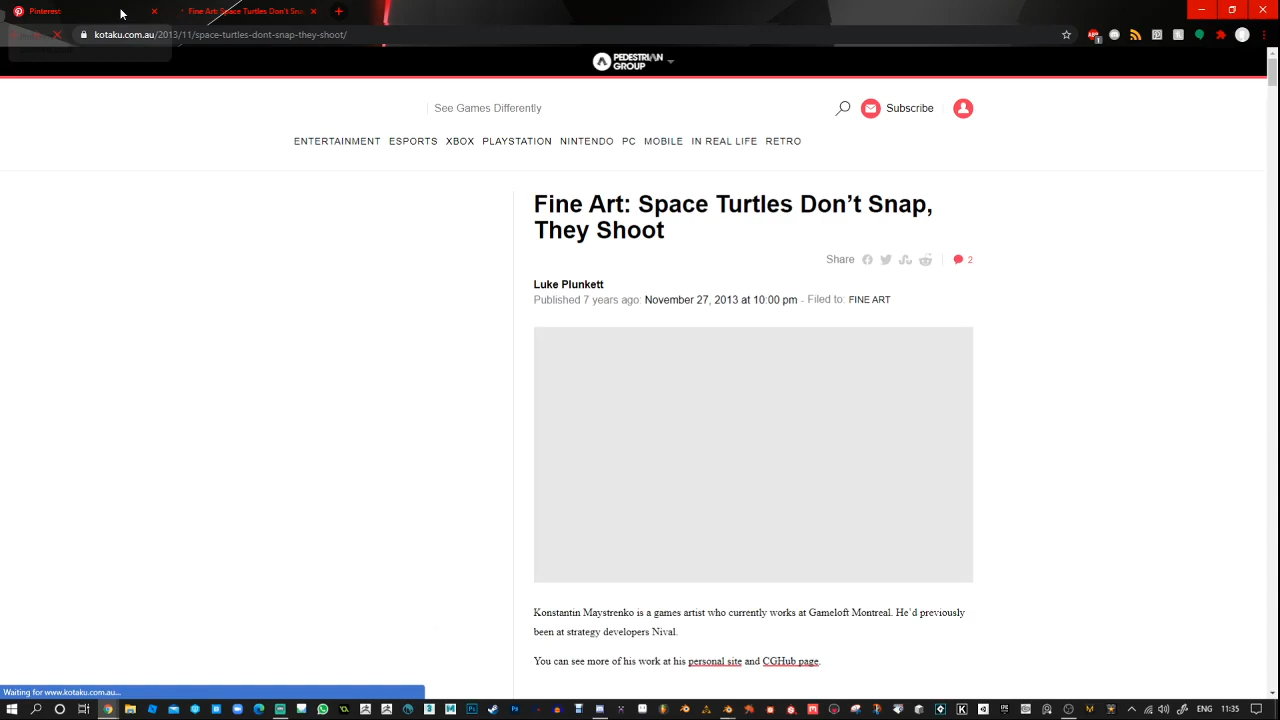 Pinterest
Fine Art: Space Turtles Don't Sna
kotaku.com.au/2013/11/space-turtles-dont-snap-they-shoot/
1
PEDESTRIAN
GROUP
See Games Differently
Subscribe
ENTERTAINMENT ESPORTS XBOX PLAYSTATION NINTENDO PC MOBILE IN REAL LIFE RETRO
Fine Art: Space Turtles Don’t Snap,
They Shoot
Share 2
Luke Plunkett
Published 7 years ago: November 27, 2013 at 10:00 pm - Filed to: FINE ART
Konstantin Maystrenko is a games artist who currently works at Gameloft Montreal. He’d previously
been at strategy developers Nival.
You can see more of his work at his personal site and CGHub page.
Waiting for www.kotaku.com.au...
ENG 11:35